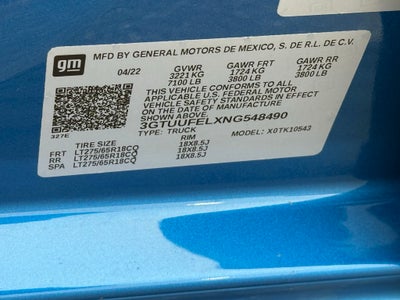 gm
MFD BY GENERAL MOTORS DE MEXICO, S. DE R.L. DE C.V.
04/22 GVWR GAWR FRT GAWR RR
3221 KG 1724 KG 1724 KG
7100 LB 3800 LB 3800 LB
THIS VEHICLE CONFORMS TO ALL
APPLICABLE U.S. FEDERAL MOTOR
VEHICLE SAFETY STANDARDS IN EFFECT
ON THE DATE OF MANUFACTURE
SHOWN ABOVE.
3GTUUFELXNG548490
327E TYPE: TRUCK MODEL: X0TK10543
TIRE SIZE RIM
FRT LT275/65R18CQ 18X8.5J
RR LT275/65R18CQ 18X8.5J
SPA LT275/65R18CQ 18X8.5J